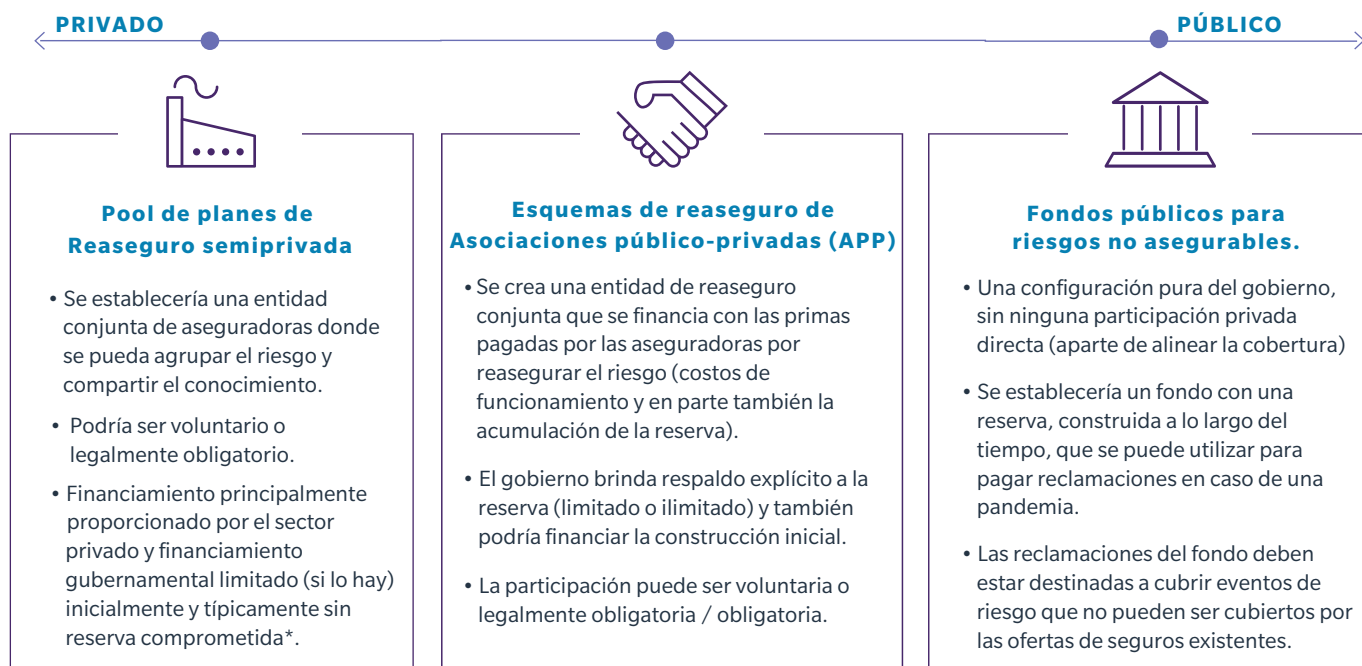 PRIVADO
PÚBLICO
Pool de planes de
Reaseguro semiprivada
• Se establecería una entidad
conjunta de aseguradoras donde
se pueda agrupar el riesgo y
compartir el conocimiento.
• Podría ser voluntario o
legalmente obligatorio.
• Financiamiento principalmente
proporcionado por el sector
privado y financiamiento
gubernamental limitado (si lo hay)
inicialmente y típicamente sin
reserva comprometida*.
Esquemas de reaseguro de
Asociaciones público-privadas (APP)
• Se crea una entidad de reaseguro
conjunta que se financia con las primas
pagadas por las aseguradoras por
reasegurar el riesgo (costos de
funcionamiento y en parte también la
acumulación de la reserva).
• El gobierno brinda respaldo explícito a la
reserva (limitado o ilimitado) y también
podría financiar la construcción inicial.
• La participación puede ser voluntaria o
legalmente obligatoria / obligatoria.
Fondos públicos para
riesgos no asegurables.
• Una configuración pura del gobierno,
sin ninguna participación privada
directa (aparte de alinear la cobertura)
• Se establecería un fondo con una
reserva, construida a lo largo del
tiempo, que se puede utilizar para
pagar reclamaciones en caso de una
pandemia.
• Las reclamaciones del fondo deben
estar destinadas a cubrir eventos de
riesgo que no pueden ser cubiertos por
las ofertas de seguros existentes.